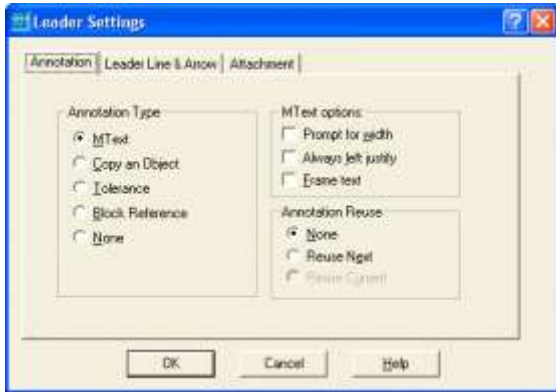 Leader Settings
Annotation
Leader Line & Arrow
Attachment
Annotation Type
MText
Copy an Object
Tolerance
Block Reference
None
MText options:
Prompt for width
Always left justify
Frame text
Annotation Reuse
None
Reuse Next
Reuse Current
OK
Cancel
Help